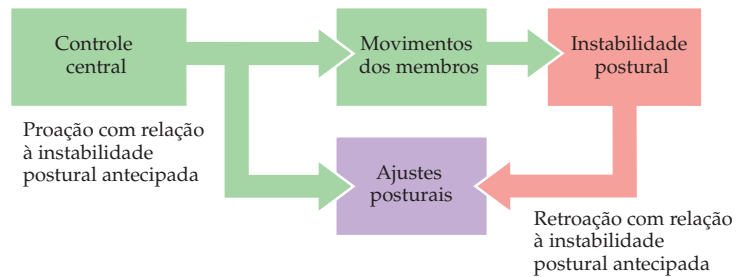 Controle
central
Movimentos
dos membros
Instabilidade
postural
Proação com relação
à instabilidade
postural antecipada
Ajustes
posturais
Retroação com relação
à instabilidade
postural antecipada